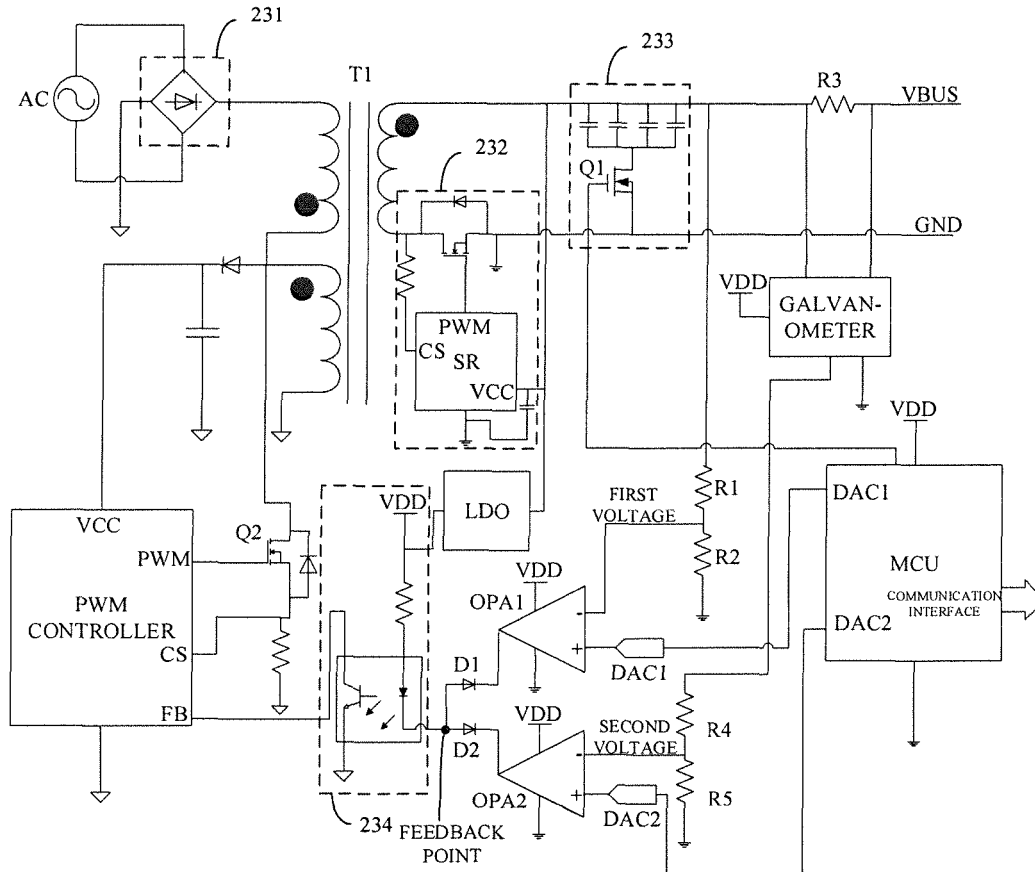 231
233
T1
R3
AC
VBUS
232
Q1
GND
VDD
GALVAN-
OMETER
PWM
CS
SR
VCC
VDD
R1
DAC1
FIRST
VOLTAGE
LDO
VDD
VCC
Q2
R2
MCU
PWM
VDD
OPA1
COMMUNICATION
INTERFACE
PWM
CONTROLLER
-
+
DAC2
CS
D1
DAC1
FB
VDD
SECOND
VOLTAGE
R4
D2
-
+
OPA2
R5
DAC2
234
FEEDBACK
POINT